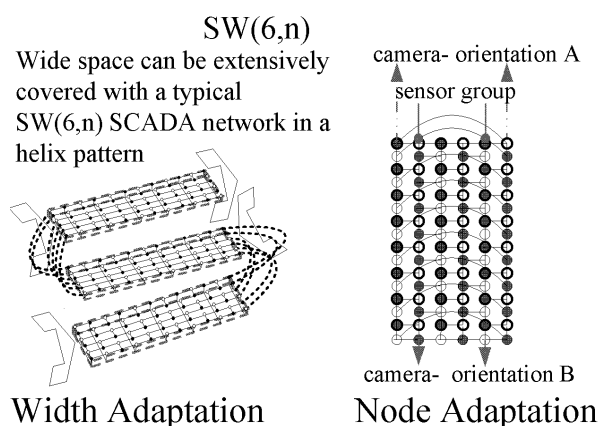 SW(6,n)
Wide space can be extensively
covered with a typical
SW(6,n) SCADA network in a
helix pattern
Width Adaptation
camera- orientation A
sensor group
camera- orientation B
Node Adaptation